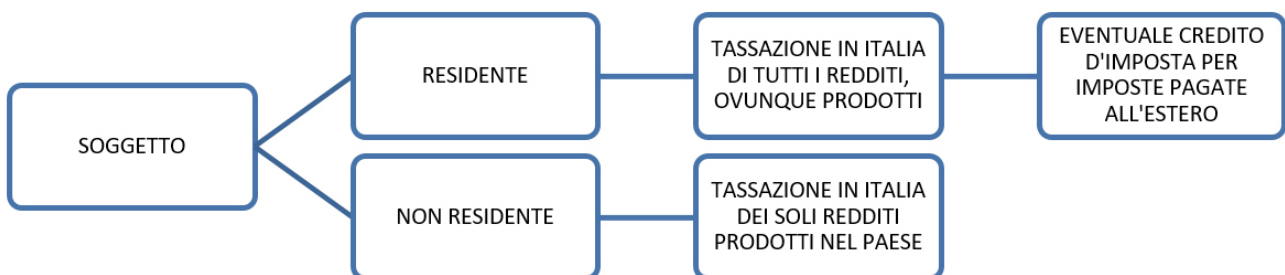 SOGGETTO
RESIDENTE
TASSAZIONE IN ITALIA
DI TUTTI I REDDITI,
OVUNQUE PRODOTTI
EVENTUALE CREDITO
D'IMPOSTA PER
IMPOSTE PAGATE
ALL'ESTERO
NON RESIDENTE
TASSAZIONE IN ITALIA
DEI SOLI REDDITI
PRODOTTI NEL PAESE